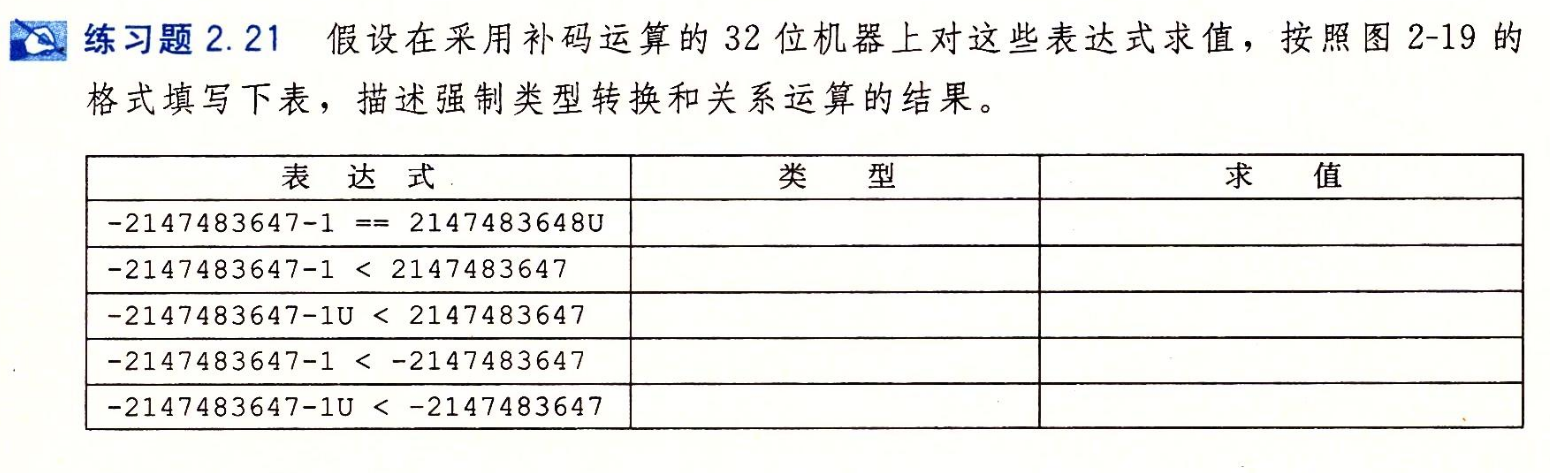 练习题 2.21 假设在采用补码运算的 32 位机器上对这些表达式求值，按照图 2-19 的
格式填写下表，描述强制类型转换和关系运算的结果。
表 达 式 类 型 求 值
-2147483647-1 == 2147483648U
-2147483647-1 < 2147483647
-2147483647-1U < 2147483647
-2147483647-1 < -2147483647
-2147483647-1U < -2147483647